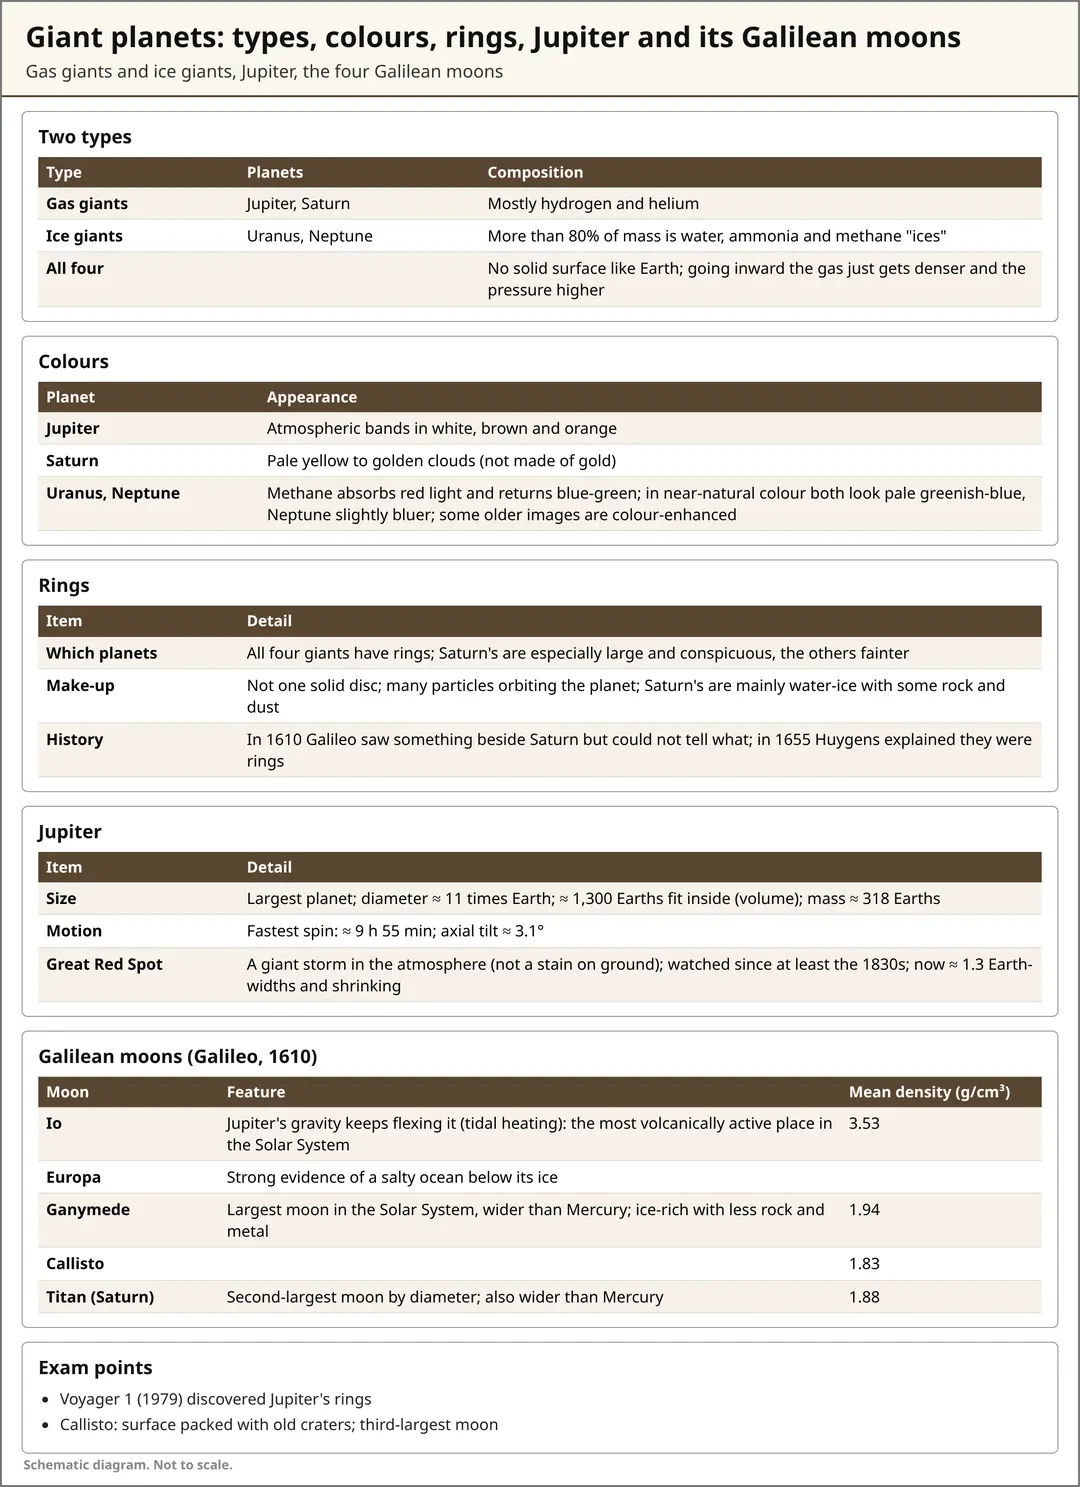 Giant planets: types, colours, rings, Jupiter and its Galilean moons
Gas giants and ice giants, Jupiter, the four Galilean moons
Two types
Type Planets Composition
Gas giants Jupiter, Saturn Mostly hydrogen and helium
Ice giants Uranus, Neptune More than 80% of mass is water, ammonia and methane "ices"
All four No solid surface like Earth; going inward the gas just gets denser and the
pressure higher
Colours
Planet Appearance
Jupiter Atmospheric bands in white, brown and orange
Saturn Pale yellow to golden clouds (not made of gold)
Uranus, Neptune Methane absorbs red light and returns blue-green; in near-natural colour both look pale greenish-blue,
Neptune slightly bluer; some older images are colour-enhanced
Rings
Item Detail
Which planets All four giants have rings; Saturn's are especially large and conspicuous, the others fainter
Make-up Not one solid disc; many particles orbiting the planet; Saturn's are mainly water-ice with some rock and
dust
History In 1610 Galileo saw something beside Saturn but could not tell what; in 1655 Huygens explained they were
rings
Jupiter
Item Detail
Size Largest planet; diameter ≈ 11 times Earth; ≈ 1,300 Earths fit inside (volume); mass ≈ 318 Earths
Motion Fastest spin: ≈ 9 h 55 min; axial tilt ≈ 3.1°
Great Red Spot A giant storm in the atmosphere (not a stain on ground); watched since at least the 1830s; now ≈ 1.3 Earth-
widths and shrinking
Galilean moons (Galileo, 1610)
Moon Feature Mean density (g/cm³)
Io Jupiter's gravity keeps flexing it (tidal heating): the most volcanically active place in 3.53
the Solar System
Europa Strong evidence of a salty ocean below its ice
Ganymede Largest moon in the Solar System, wider than Mercury; ice-rich with less rock and 1.94
metal
Callisto 1.83
Titan (Saturn) Second-largest moon by diameter; also wider than Mercury 1.88
Exam points
• Voyager 1 (1979) discovered Jupiter's rings
• Callisto: surface packed with old craters; third-largest moon
Schematic diagram. Not to scale.